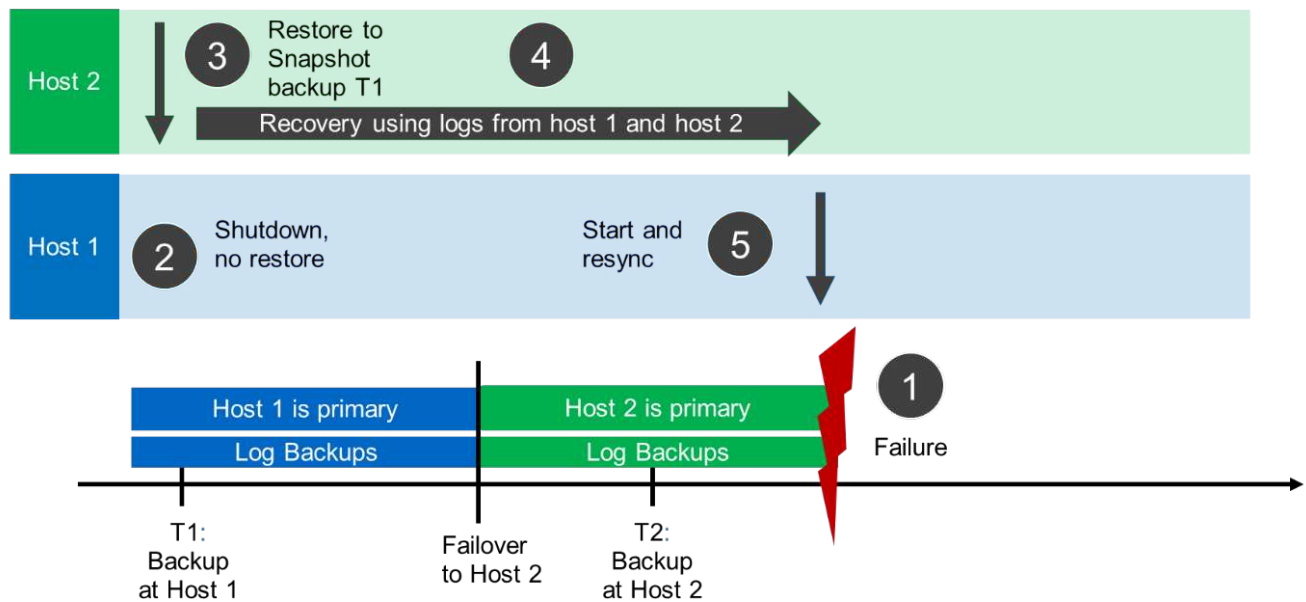 Host 2
3
Restore to
Snapshot
backup T1
4
Recovery using logs from host 1 and host 2
Host 1
2
Shutdown,
no restore
Start and
resync
5
1
Failure
Host 1 is primary
Host 2 is primary
Log Backups
Log Backups
T1:
Backup
at Host 1
Failover
to Host 2
T2:
Backup
at Host 2